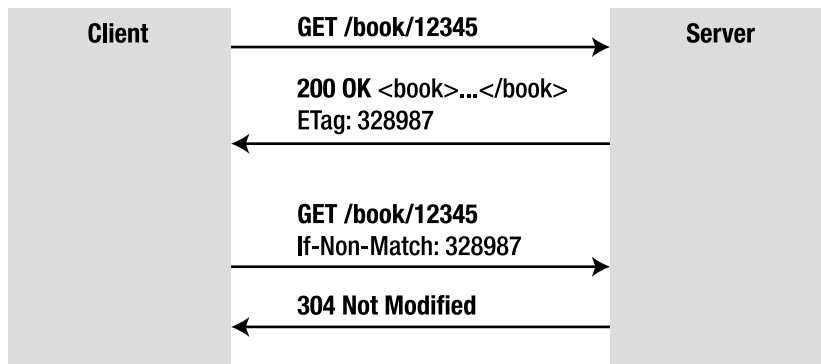 Client
Server
GET /book/12345
200 OK <book>...</book>
ETag: 328987
GET /book/12345
If-Non-Match: 328987
304 Not Modified